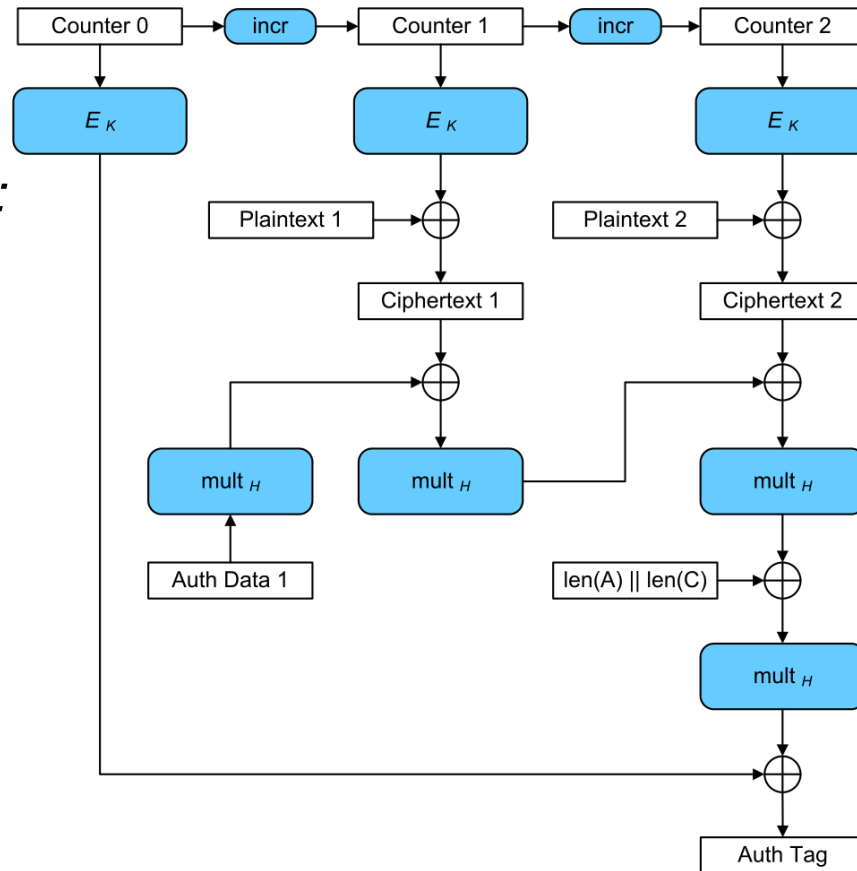 Counter 0
incr
Counter 1
incr
Counter 2
E K
E K
E K
:
Plaintext 1
Plaintext 2
Ciphertext 1
Ciphertext 2
mult H
mult H
mult H
Auth Data 1
len(A) || len(C)
mult H
Auth Tag